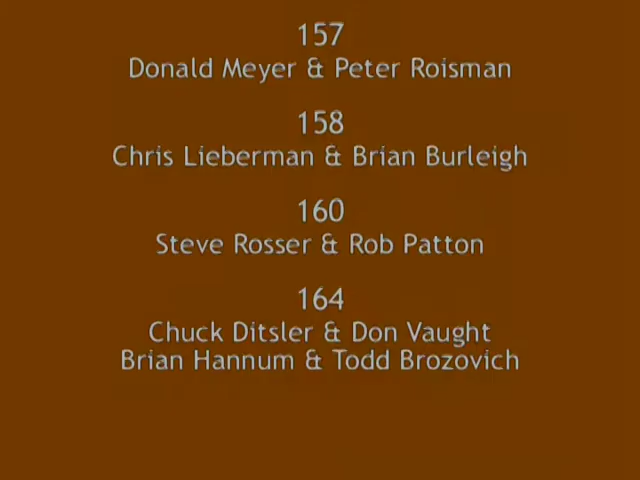 157
Donald Meyer & Peter Roisman
158
Chris Lieberman & Brian Burleigh
160
Steve Rosser & Rob Patton
164
Chuck Ditsler & Don Vaught
Brian Hannum & Todd Brozovich